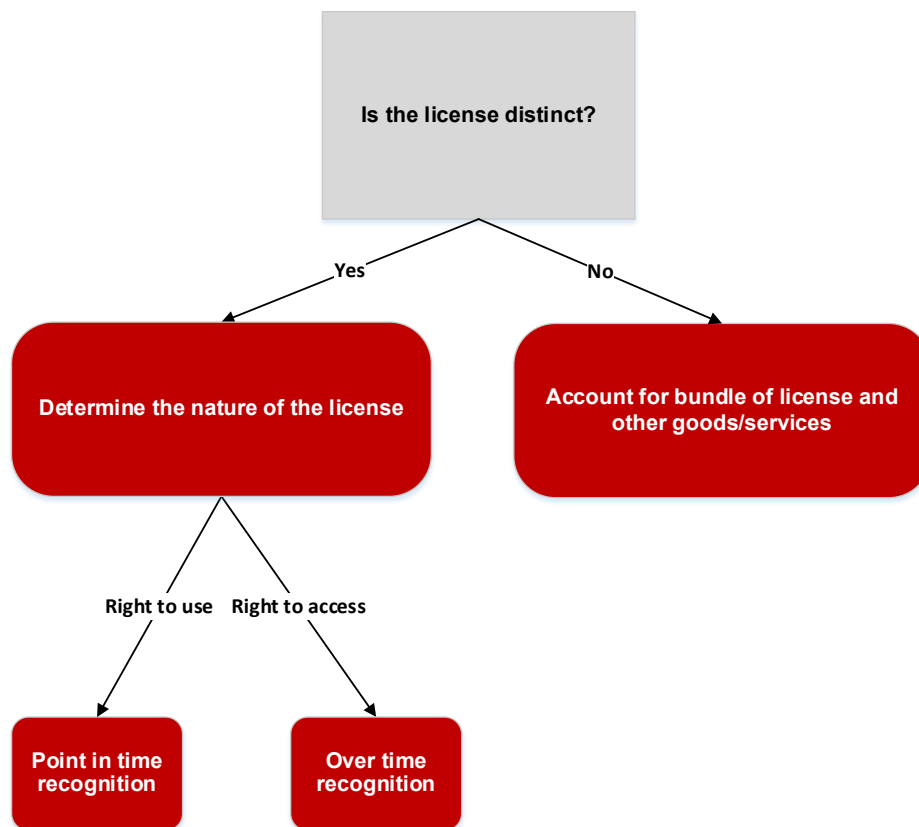 Is the license distinct?
Yes
No
Determine the nature of the license
Account for bundle of license and
other goods/services
Right to use
Right to access
Point in time
recognition
Over time
recognition